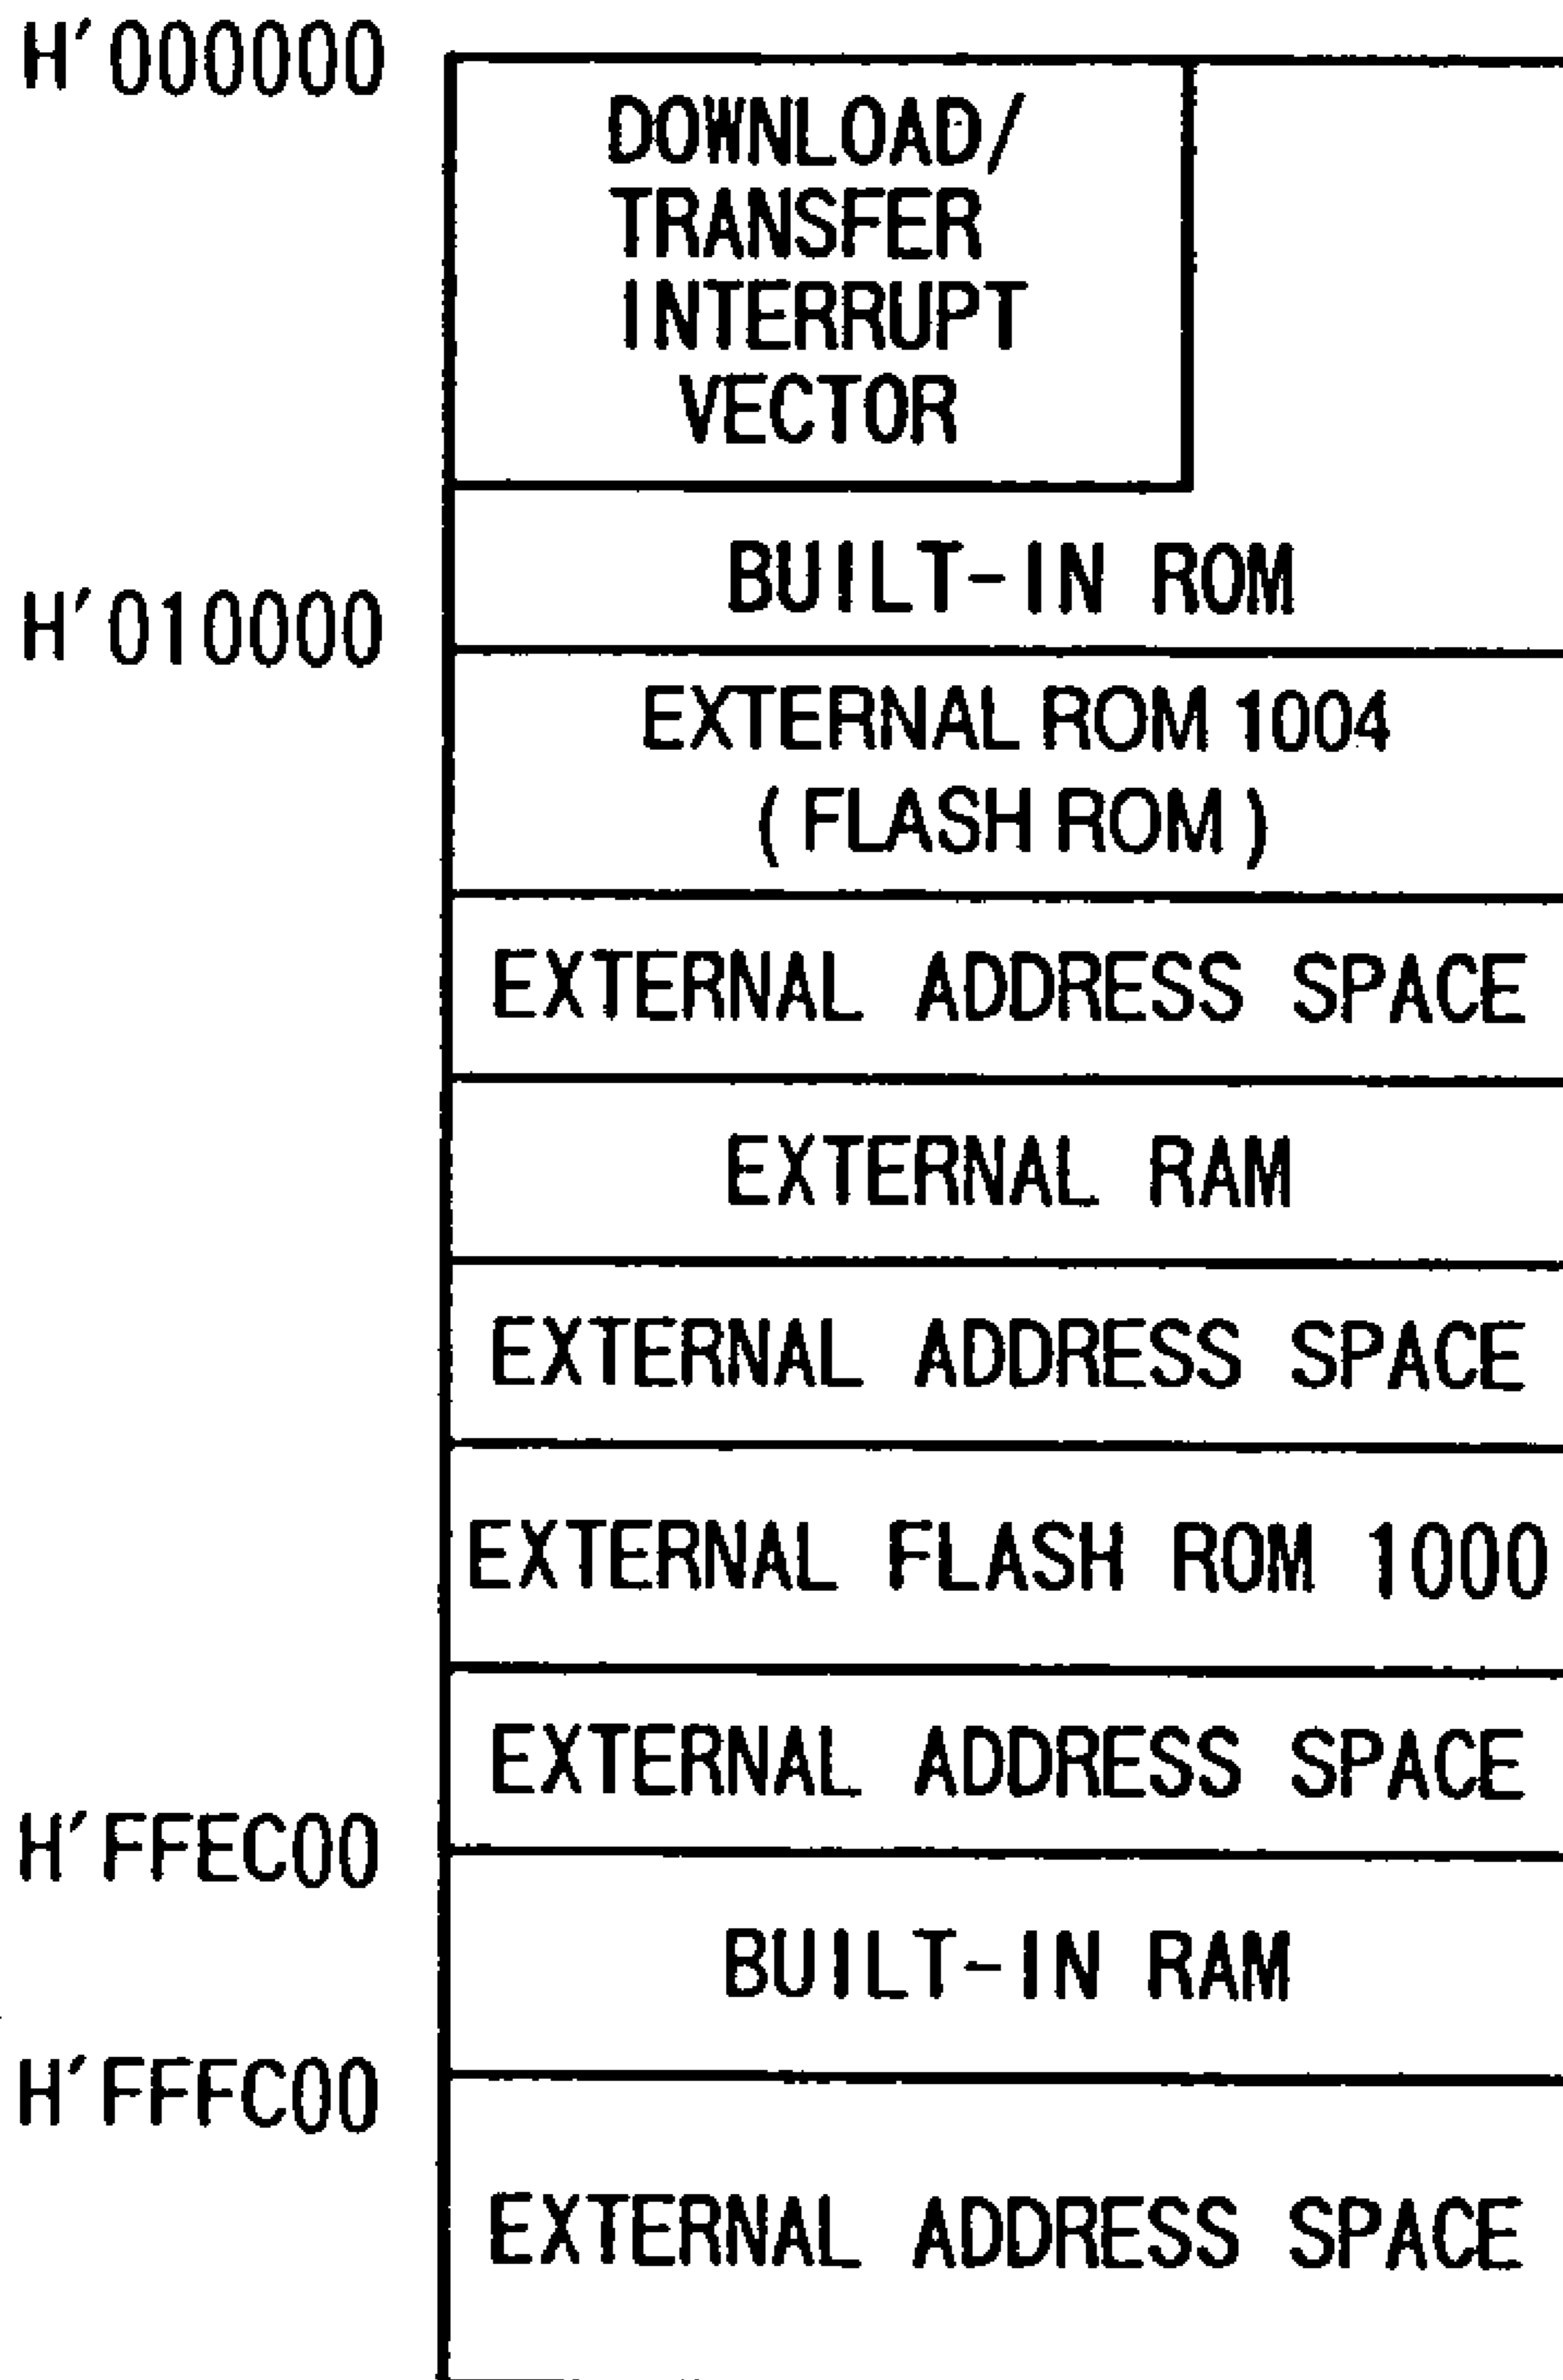 H'000000
DOWNLOAD/
TRANSFER
INTERRUPT
VECTOR
BUILT-IN ROM
H'010000
EXTERNAL ROM 1004
( FLASH ROM )
EXTERNAL ADDRESS SPACE
EXTERNAL RAM
EXTERNAL ADDRESS SPACE
EXTERNAL FLASH ROM 1000
EXTERNAL ADDRESS SPACE
H'FFEC00
BUILT-IN RAM
H'FFFC00
EXTERNAL ADDRESS SPACE